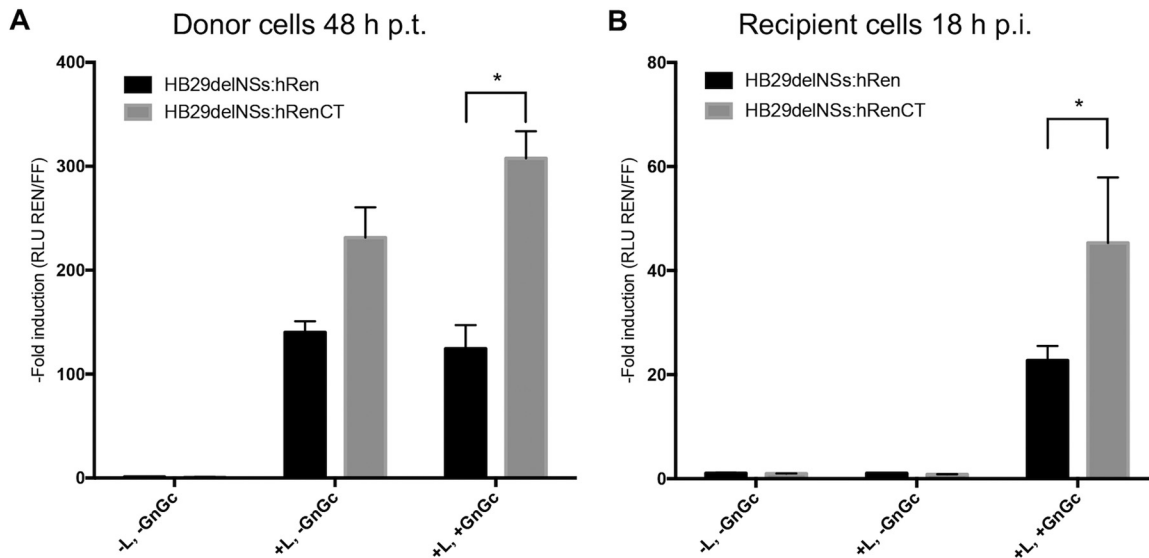 A
Donor cells 48 h p.t.
400
300
200
100
0
-Fold induction (RLU REN/FF)
HB29delNSs:hRen
HB29delNSs:hRenCT
*
-L, -GnGc
+L, -GnGc
+L, +GnGc
B
Recipient cells 18 h p.i.
80
60
40
20
0
-Fold induction (RLU REN/FF)
HB29delNSs:hRen
HB29delNSs:hRenCT
*
-L, -GnGc
+L, -GnGc
+L, +GnGc